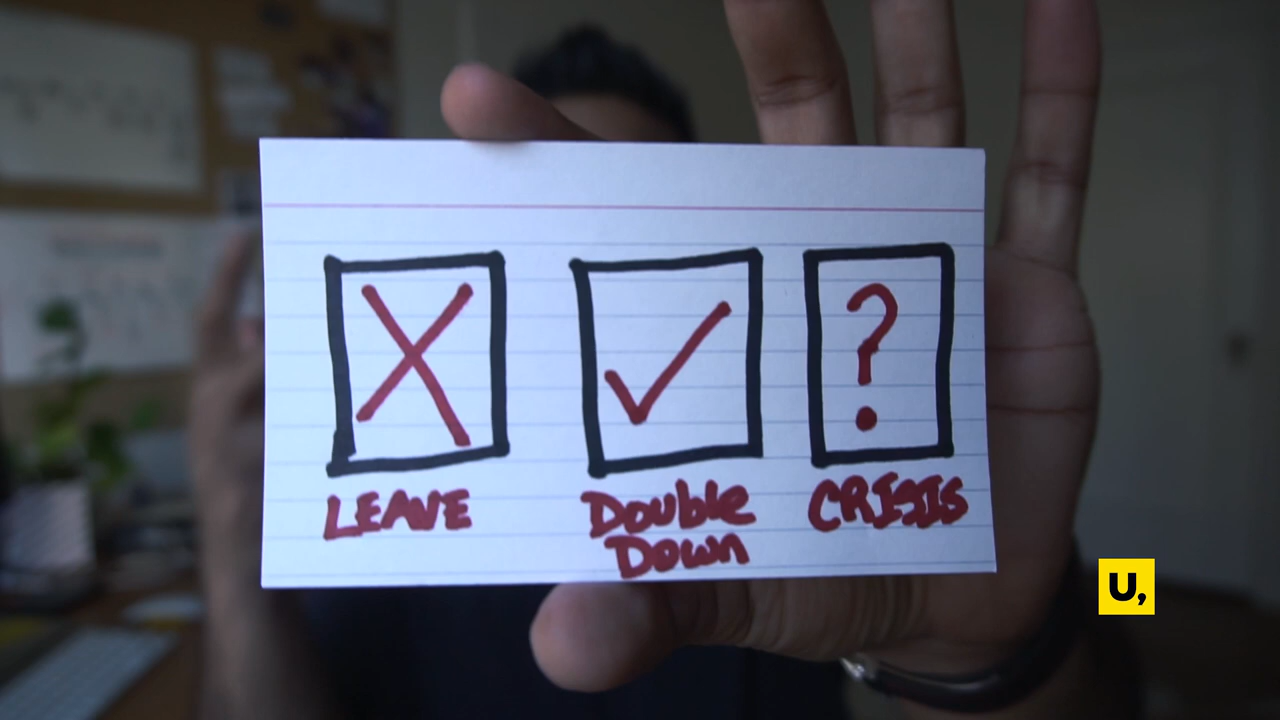 X ✓ ?
LEAVE Double CRISIS
Down
U,